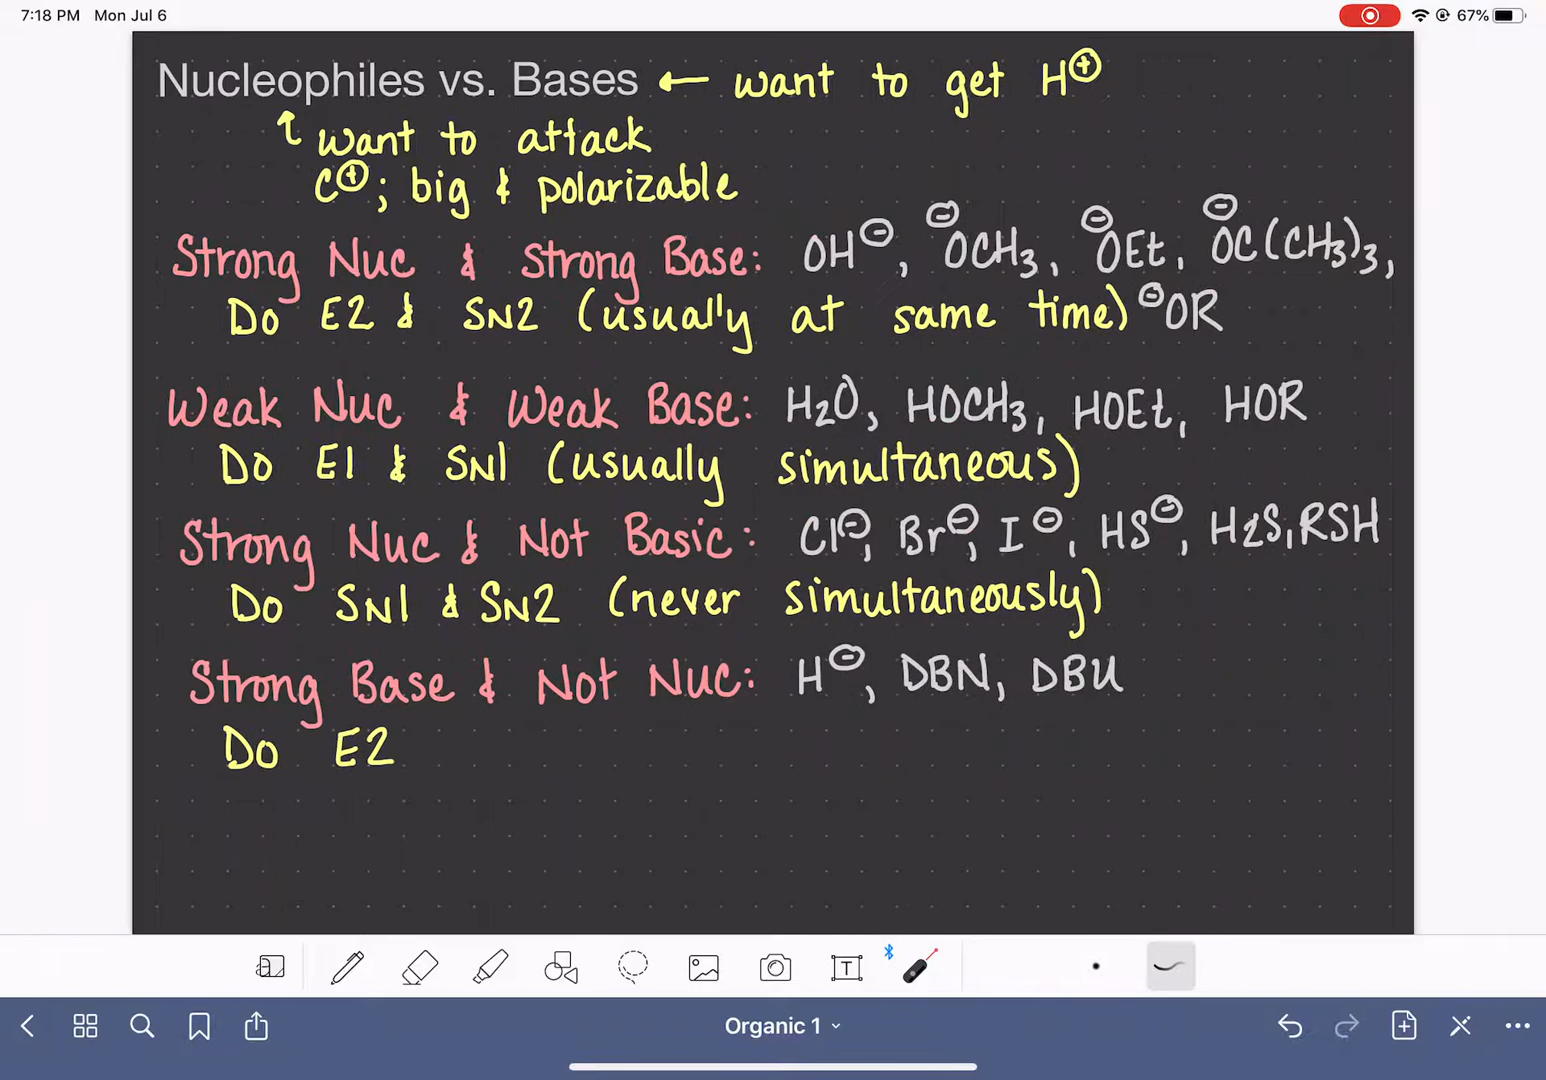 7:18 PM Mon Jul 6 67%
Nucleophiles vs. Bases ← want to get H⊕
↑ want to attack
C⊕; big & polarizable
Strong Nuc & Strong Base: OH⊖, ⊖OCH3, ⊖OEt, ⊖OC(CH3)3,
Do E2 & SN2 (usually at same time) ⊖OR
Weak Nuc & Weak Base: H2O, HOCH3, HOEt, HOR
Do E1 & SN1 (usually simultaneous)
Strong Nuc & Not Basic: Cl⊖, Br⊖, I⊖, HS⊖, H2S, RSH
Do SN1 & SN2 (never simultaneously)
Strong Base & Not Nuc: H⊖, DBN, DBU
Do E2
T
Organic 1